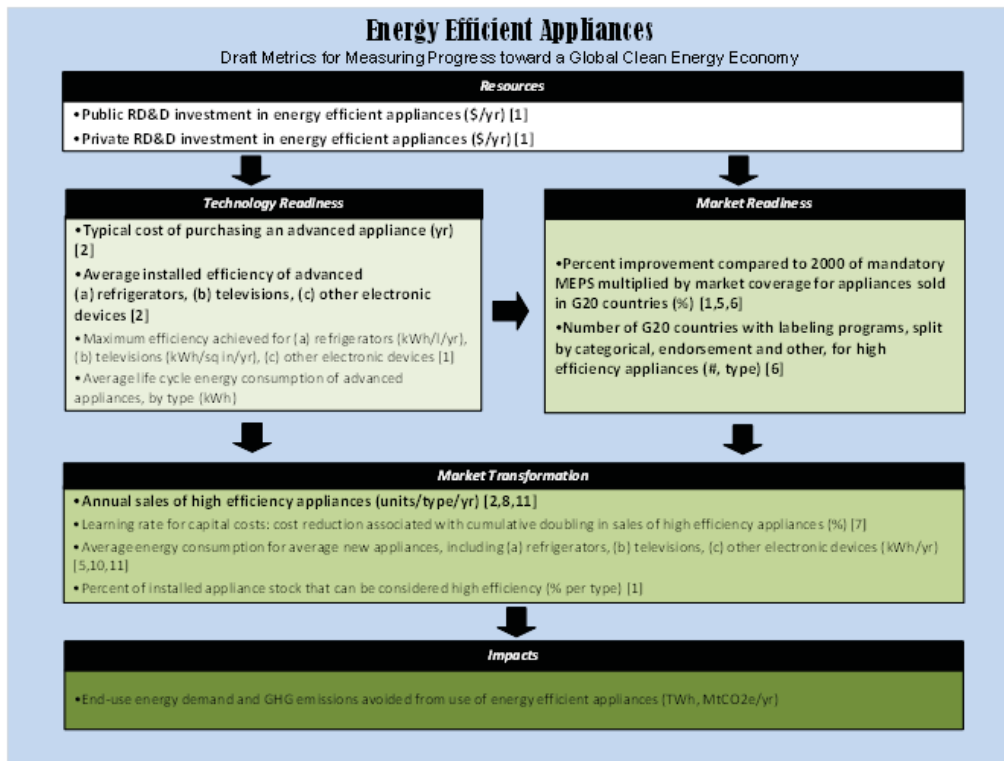 Energy Efficient Appliances
Draft Metrics for Measuring Progress toward a Global Clean Energy Economy
Resources
•Public RD&D investment in energy efficient appliances ($/yr) [1]
•Private RD&D investment in energy efficient appliances ($/yr) [1]
Technology Readiness
•Typical cost of purchasing an advanced appliance (yr)
[2]
•Average installed efficiency of advanced
(a) refrigerators, (b) televisions, (c) other electronic
devices [2]
•Maximum efficiency achieved for (a) refrigerators (kWh/l/yr),
(b) televisions (kWh/sq in/yr), (c) other electronic devices [1]
•Average life cycle energy consumption of advanced
appliances, by type (kWh)
Market Readiness
•Percent improvement compared to 2000 of mandatory
MEPS multiplied by market coverage for appliances sold
in G20 countries (%) [1,5,6]
•Number of G20 countries with labeling programs, split
by categorical, endorsement and other, for high
efficiency appliances (#, type) [6]
Market Transformation
•Annual sales of high efficiency appliances (units/type/yr) [2,8,11]
•Learning rate for capital costs: cost reduction associated with cumulative doubling in sales of high efficiency appliances (%) [7]
•Average energy consumption for average new appliances, including (a) refrigerators, (b) televisions, (c) other electronic devices (kWh/yr)
[5,10,11]
•Percent of installed appliance stock that can be considered high efficiency (% per type) [1]
Impacts
•End-use energy demand and GHG emissions avoided from use of energy efficient appliances (TWh, MtCO2e/yr)